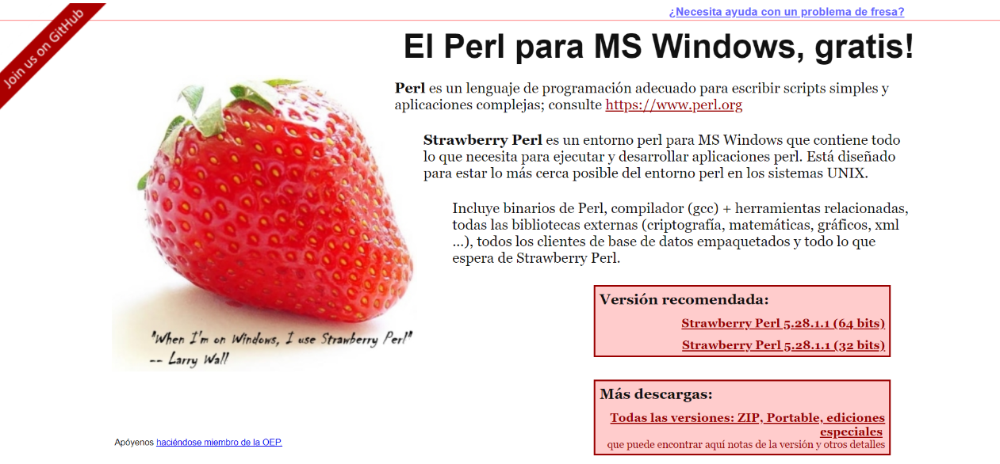 ¿Necesita ayuda con un problema de fresa?
Join us on GitHub
El Perl para MS Windows, gratis!
Perl es un lenguaje de programación adecuado para escribir scripts simples y
aplicaciones complejas; consulte https://www.perl.org
Strawberry Perl es un entorno perl para MS Windows que contiene todo
lo que necesita para ejecutar y desarrollar aplicaciones perl. Está diseñado
para estar lo más cerca posible del entorno perl en los sistemas UNIX.
Incluye binarios de Perl, compilador (gcc) + herramientas relacionadas,
todas las bibliotecas externas (criptografía, matemáticas, gráficos, xml
...), todos los clientes de base de datos empaquetados y todo lo que
espera de Strawberry Perl.
"When I'm on Windows, I use Strawberry Perl"
-- Larry Wall
Versión recomendada:
Strawberry Perl 5.28.1.1 (64 bits)
Strawberry Perl 5.28.1.1 (32 bits)
Más descargas:
Todas las versiones: ZIP, Portable, ediciones
especiales
que puede encontrar aquí notas de la versión y otros detalles
Apóyenos haciéndose miembro de la OEP.